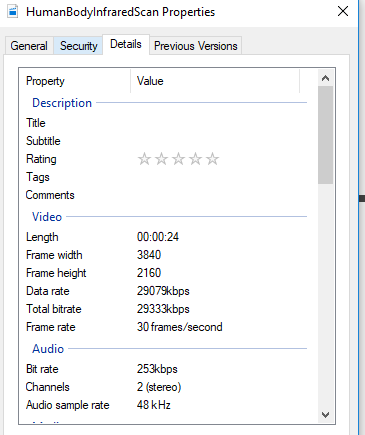 HumanBodyInfraredScan Properties
General Security Details Previous Versions
Property Value
Description
Title
Subtitle
Rating
Tags
Comments
Video
Length 00:00:24
Frame width 3840
Frame height 2160
Data rate 29079kbps
Total bitrate 29333kbps
Frame rate 30 frames/second
Audio
Bit rate 253kbps
Channels 2 (stereo)
Audio sample rate 48 kHz